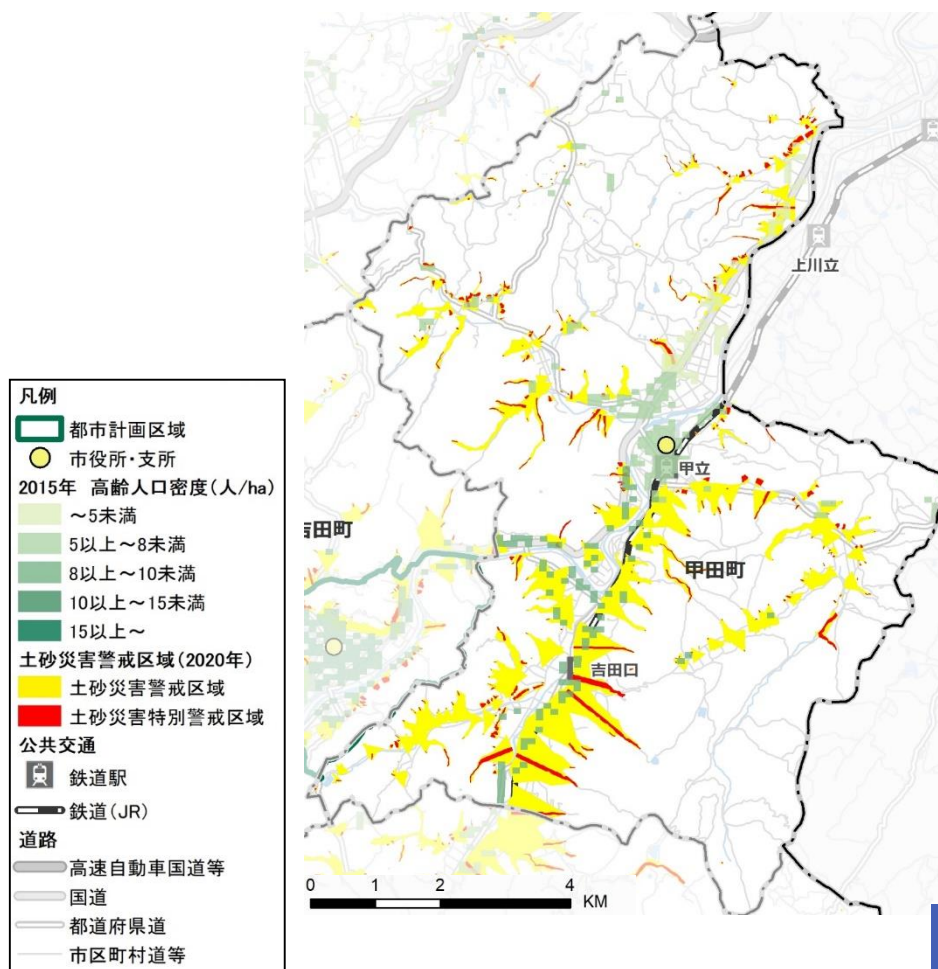 上川立
甲立
吉田町
甲田町
吉田口
0 1 2 4
KM
凡例
都市計画区域
市役所・支所
2015年 高齢人口密度(人/ha)
～5未満
5以上～8未満
8以上～10未満
10以上～15未満
15以上～
土砂災害警戒区域(2020年)
土砂災害警戒区域
土砂災害特別警戒区域
公共交通
鉄道駅
鉄道(JR)
道路
高速自動車国道等
国道
都道府県道
市区町村道等